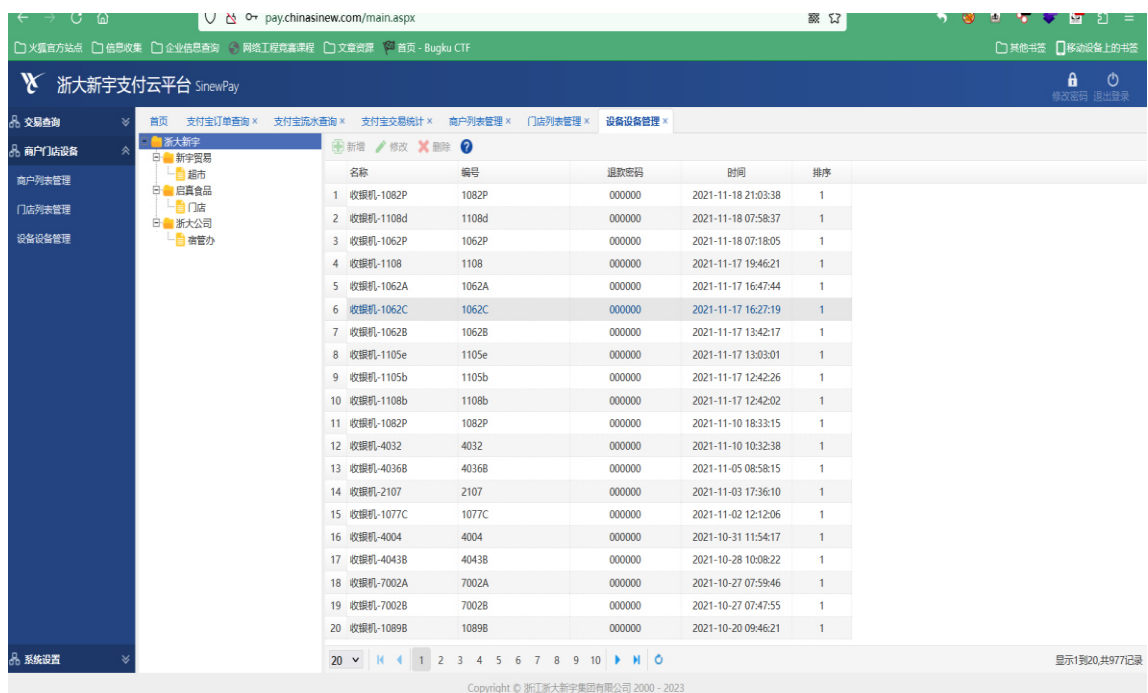 pay.chinasinew.com/main.aspx
火狐官方站点 信息收集 企业信息查询 网络工程竞赛课程 文章资源 首页 - Bugku CTF 其他书签 移动设备上的书签
浙大新宇支付云平台 SinewPay 修改密码 退出登录
交易查询
商户门店设备
商户列表管理
门店列表管理
设备设备管理
系统设置
首页 支付宝订单查询 × 支付宝流水查询 × 支付宝交易统计 × 商户列表管理 × 门店列表管理 × 设备设备管理 ×
浙大新宇
新宇贸易
超市
启真食品
门店
浙大公司
宿管办
新增 修改 删除
名称 编号 退款密码 时间 排序
1 收银机-1082P 1082P 000000 2021-11-18 21:03:38 1
2 收银机-1108d 1108d 000000 2021-11-18 07:58:37 1
3 收银机-1062P 1062P 000000 2021-11-18 07:18:05 1
4 收银机-1108 1108 000000 2021-11-17 19:46:21 1
5 收银机-1062A 1062A 000000 2021-11-17 16:47:44 1
6 收银机-1062C 1062C 000000 2021-11-17 16:27:19 1
7 收银机-1062B 1062B 000000 2021-11-17 13:42:17 1
8 收银机-1105e 1105e 000000 2021-11-17 13:03:01 1
9 收银机-1105b 1105b 000000 2021-11-17 12:42:26 1
10 收银机-1108b 1108b 000000 2021-11-17 12:42:02 1
11 收银机-1082P 1082P 000000 2021-11-10 18:33:15 1
12 收银机-4032 4032 000000 2021-11-10 10:32:38 1
13 收银机-4036B 4036B 000000 2021-11-05 08:58:15 1
14 收银机-2107 2107 000000 2021-11-03 17:36:10 1
15 收银机-1077C 1077C 000000 2021-11-02 12:12:06 1
16 收银机-4004 4004 000000 2021-10-31 11:54:17 1
17 收银机-4043B 4043B 000000 2021-10-28 10:08:22 1
18 收银机-7002A 7002A 000000 2021-10-27 07:59:46 1
19 收银机-7002B 7002B 000000 2021-10-27 07:47:55 1
20 收银机-1089B 1089B 000000 2021-10-20 09:46:21 1
20 1 2 3 4 5 6 7 8 9 10 显示1到20,共977记录
Copyright © 浙江浙大新宇集团有限公司 2000 - 2023